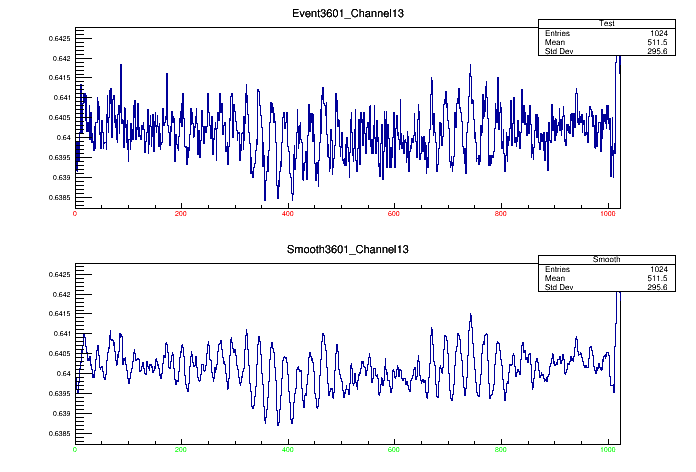 Event3601_Channel13
Test
Entries 1024
Mean 511.5
Std Dev 295.6
0.6425
0.642
0.6415
0.641
0.6405
0.64
0.6395
0.639
0.6385
0 200 400 600 800 1000
Smooth3601_Channel13
Smooth
Entries 1024
Mean 511.5
Std Dev 295.6
0.6425
0.642
0.6415
0.641
0.6405
0.64
0.6395
0.639
0.6385
0 200 400 600 800 1000